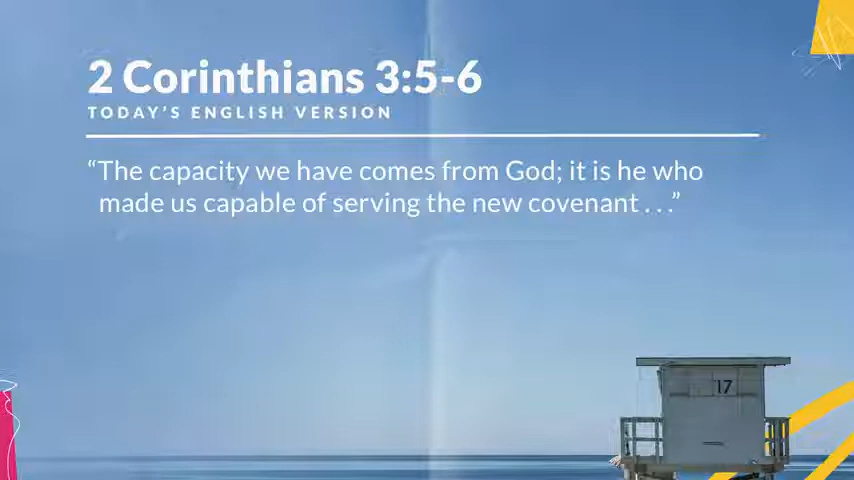 2 Corinthians 3:5-6
TODAY’S ENGLISH VERSION
“The capacity we have comes from God; it is he who
made us capable of serving the new covenant . . .”
17